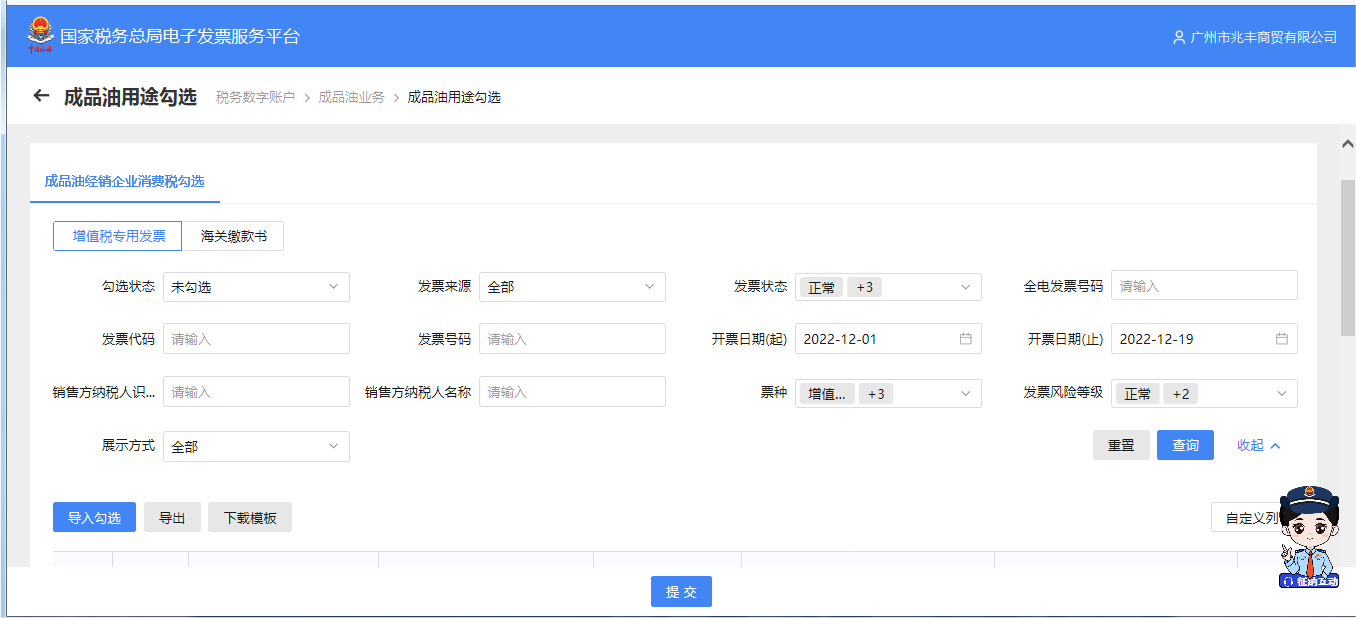 国家税务总局电子发票服务平台
广州市兆丰商贸有限公司
成品油用途勾选 税务数字账户 > 成品油业务 > 成品油用途勾选
成品油经销企业消费税勾选
增值税专用发票 海关缴款书
勾选状态 未勾选 发票来源 全部 发票状态 正常 +3 全电发票号码 请输入
发票代码 请输入 发票号码 请输入 开票日期(起) 2022-12-01 开票日期(止) 2022-12-19
销售方纳税人识... 请输入 销售方纳税人名称 请输入 票种 增值... +3 发票风险等级 正常 +2
展示方式 全部 重置 查询 收起
导入勾选 导出 下载模板 自定义列
征纳互动
提交